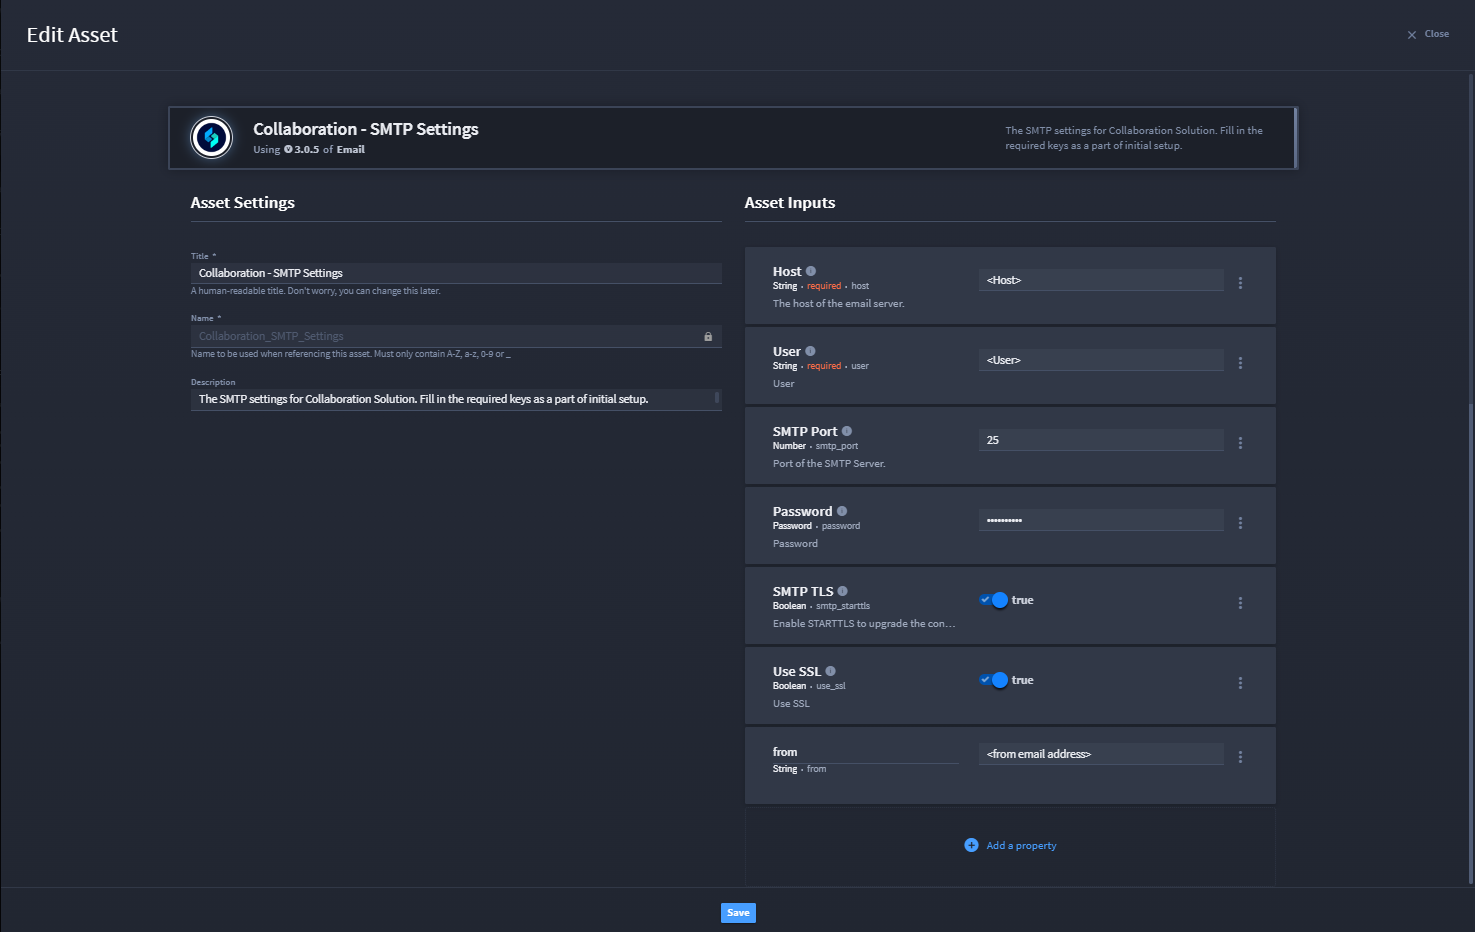 Edit Asset
Close
Collaboration - SMTP Settings
Using 3.0.5 of Email
The SMTP settings for Collaboration Solution. Fill in the
required keys as a part of initial setup.
Asset Settings
Title *
Collaboration - SMTP Settings
A human-readable title. Don't worry, you can change this later.
Name *
Collaboration_SMTP_Settings
Name to be used when referencing this asset. Must only contain A-Z, a-z, 0-9 or _
Description
The SMTP settings for Collaboration Solution. Fill in the required keys as a part of initial setup.
Asset Inputs
Host
String • required • host
The host of the email server.
<Host>
User
String • required • user
User
<User>
SMTP Port
Number • smtp_port
Port of the SMTP Server.
25
Password
Password • password
Password
••••••••••
SMTP TLS
Boolean • smtp_starttls
Enable STARTTLS to upgrade the con...
true
Use SSL
Boolean • use_ssl
Use SSL
true
from
String • from
<from email address>
Add a property
Save